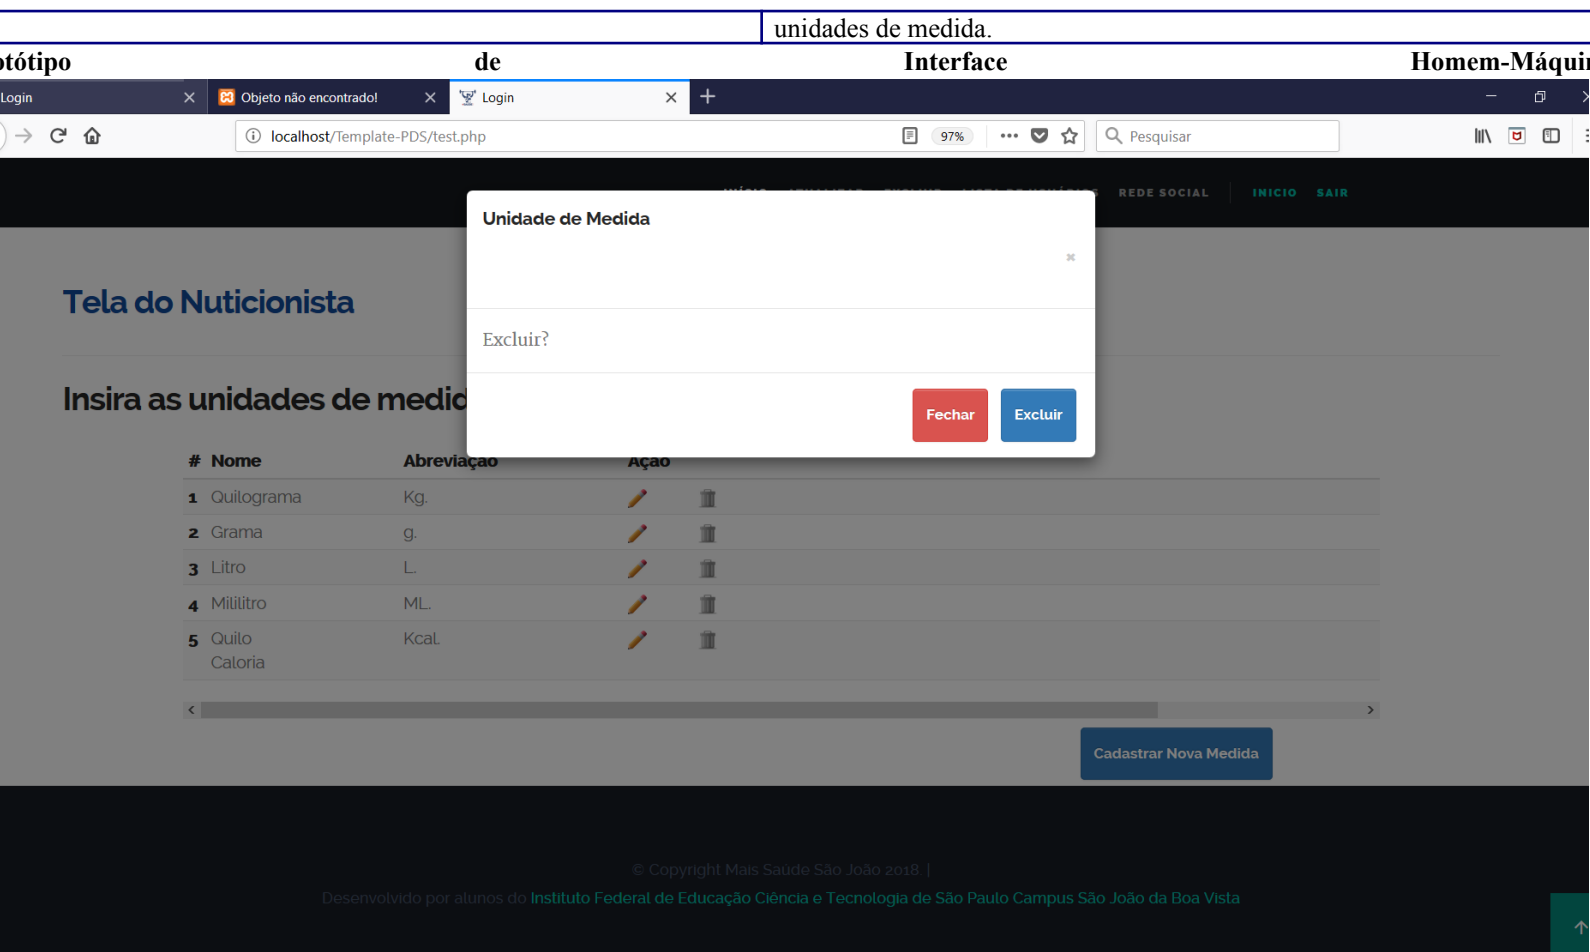 unidades de medida.
otótipo de Interface Homem-Máquin
Login Objeto não encontrado! Login
localhost/Template-PDS/test.php 97% Pesquisar
REDE SOCIAL INICIO SAIR
Unidade de Medida
Tela do Nuticionista
Excluir?
Insira as unidades de medid
Fechar Excluir
# Nome Abreviação Ação
1 Quilograma Kg.
2 Grama g.
3 Litro L.
4 Mililitro ML.
5 Quilo Kcal.
Caloria
Cadastrar Nova Medida
© Copyright Mais Saúde São João 2018. |
Desenvolvido por alunos do Instituto Federal de Educação Ciência e Tecnologia de São Paulo Campus São João da Boa Vista